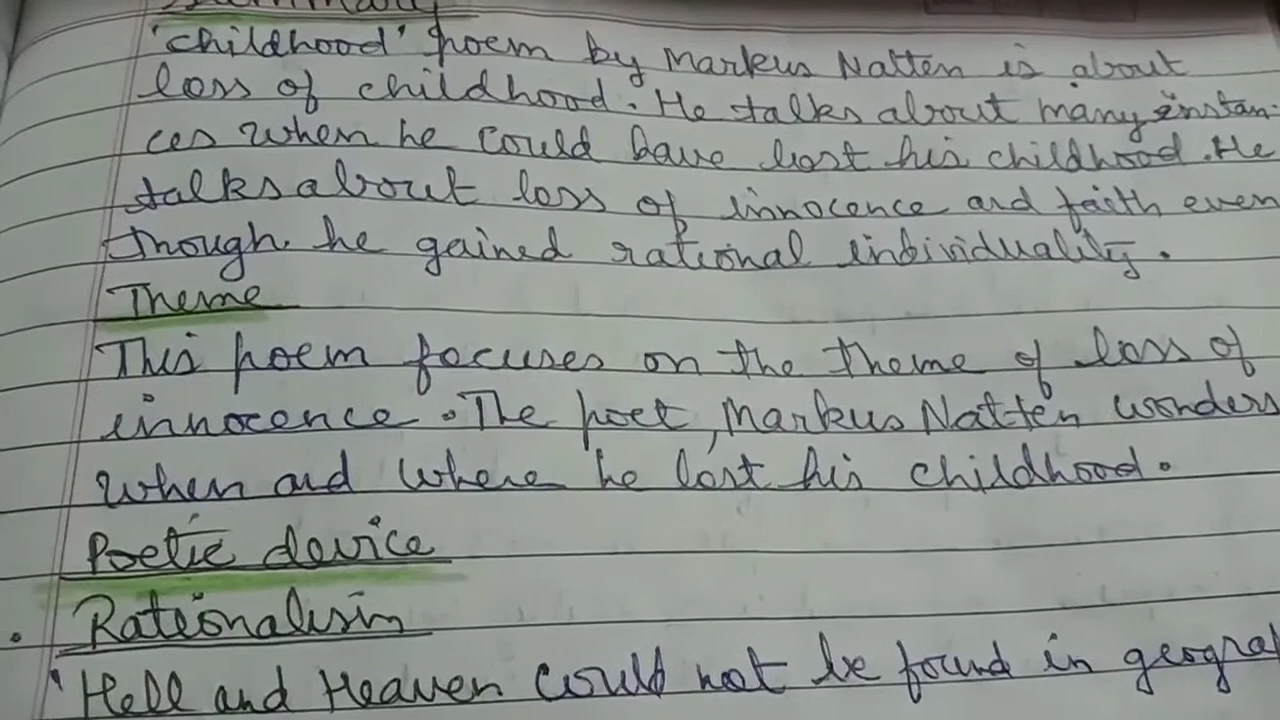 Summary
'childhood' poem by Markus Natten is about
loss of childhood. He talks about many instan-
ces when he could have lost his childhood. He
talks about loss of innocence and faith even
though he gained rational individuality.
Theme
This poem focuses on the theme of loss of
innocence. The poet, Markus Natten wonders
when and where he lost his childhood.
Poetic device
. Rationalism
'Hell and Heaven could not be found in geogra